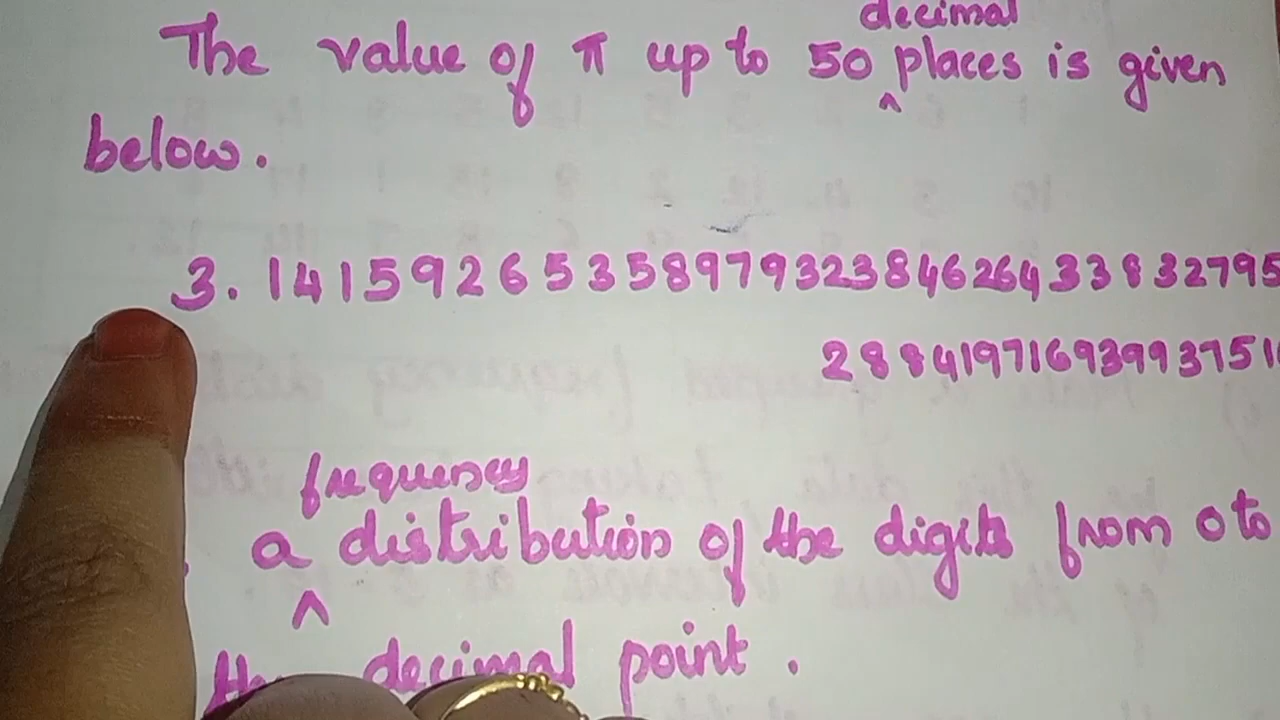 decimal
The value of π up to 50 ^ places is given
below.
3.1415926535897932384626433832795
28841971693993751
frequency
a ^ distribution of the digits from 0 to
decimal point.